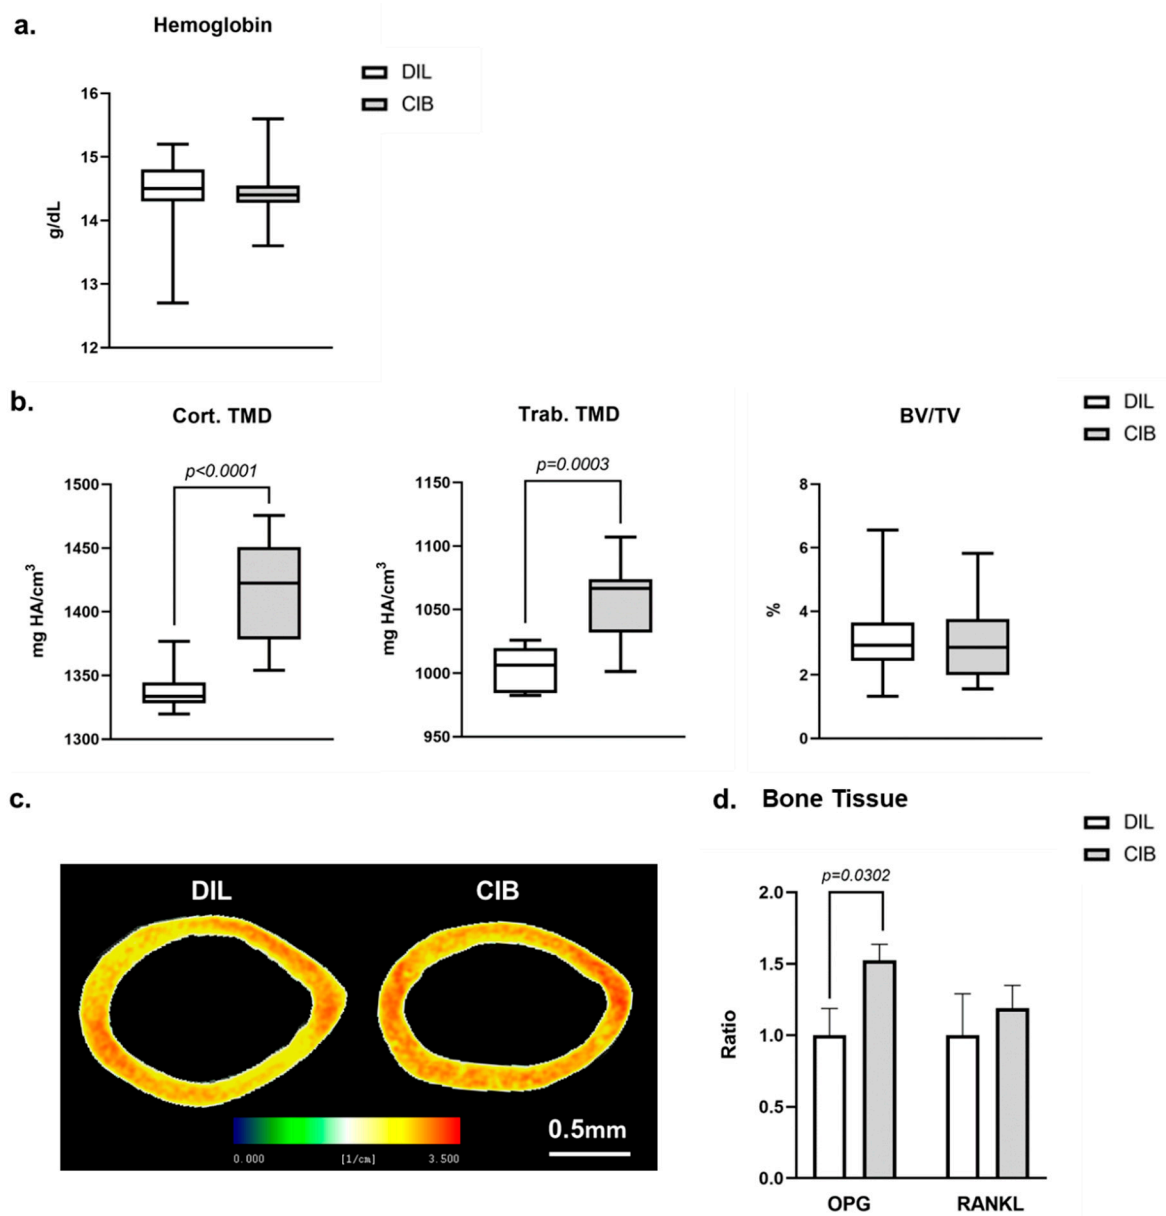 a.
Hemoglobin
DIL
CIB
16
15
14
13
12
g/dL
b.
Cort. TMD
p<0.0001
1500
1450
1400
1350
1300
mg HA/cm³
Trab. TMD
p=0.0003
1150
1100
1050
1000
950
mg HA/cm³
BV/TV
DIL
CIB
8
6
4
2
0
%
c.
DIL
CIB
0.000 [1/cm] 3.500
0.5mm
d. Bone Tissue
DIL
CIB
p=0.0302
2.0
1.5
1.0
0.5
0.0
Ratio
OPG RANKL